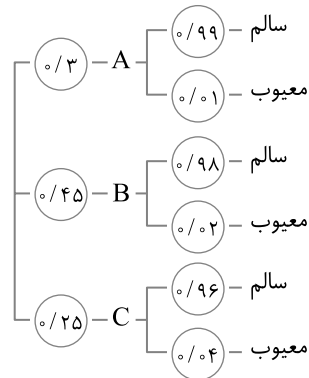 ۰/۹۹ سالم
۰/۳ A
۰/۰۱ معیوب
۰/۹۸ سالم
۰/۴۵ B
۰/۰۲ معیوب
۰/۹۶ سالم
۰/۲۵ C
۰/۰۴ معیوب